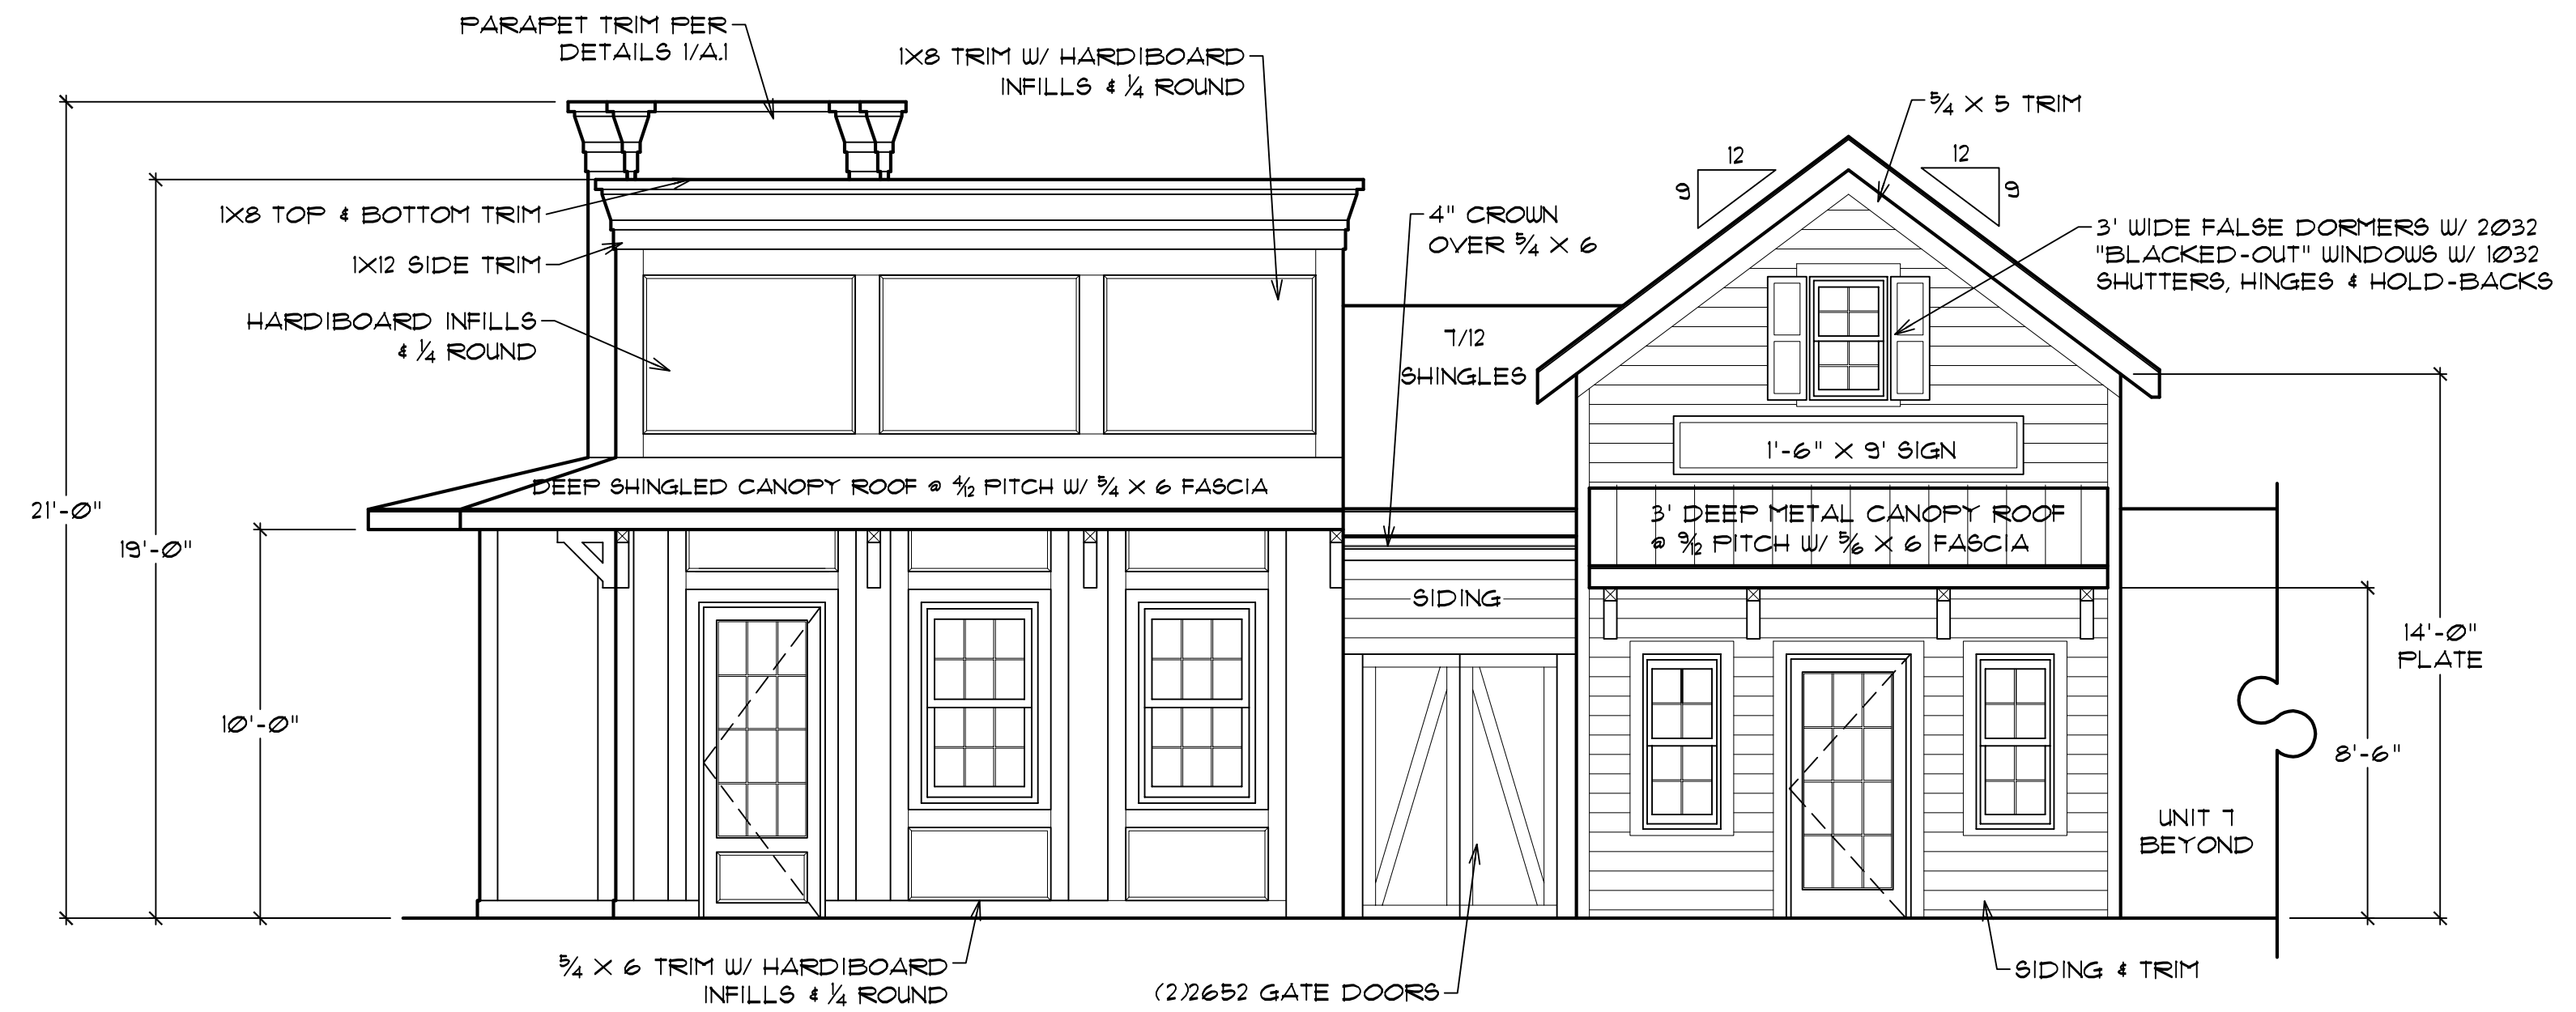 PARAPET TRIM PER
DETAILS 1/A.1
1X8 TRIM W/ HARDIBOARD
INFILLS & 1/4 ROUND
5/4 X 5 TRIM
12
9
12
9
1X8 TOP & BOTTOM TRIM
1X12 SIDE TRIM
HARDIBOARD INFILLS
& 1/4 ROUND
4" CROWN
OVER 5/4 X 6
3' WIDE FALSE DORMERS W/ 2032
"BLACKED-OUT" WINDOWS W/ 1032
SHUTTERS, HINGES & HOLD-BACKS
7/12
SHINGLES
1'-6" X 9' SIGN
DEEP SHINGLED CANOPY ROOF @ 4/12 PITCH W/ 5/4 X 6 FASCIA
3' DEEP METAL CANOPY ROOF
@ 9/12 PITCH W/ 5/6 X 6 FASCIA
21'-0"
19'-0"
10'-0"
SIDING
14'-0"
PLATE
8'-6"
UNIT 7
BEYOND
5/4 X 6 TRIM W/ HARDIBOARD
INFILLS & 1/4 ROUND
(2)2652 GATE DOORS
SIDING & TRIM